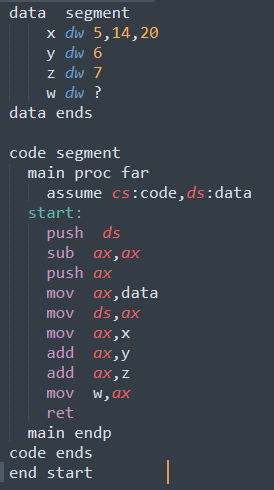 data  segment
    x dw 5,14,20
    y dw 6
    z dw 7
    w dw ?
data ends

code segment
  main proc far
    assume cs:code,ds:data
  start:
    push  ds
    sub  ax,ax
    push ax
    mov  ax,data
    mov  ds,ax
    mov  ax,x
    add  ax,y
    add  ax,z
    mov  w,ax
    ret
  main endp
code ends
end start